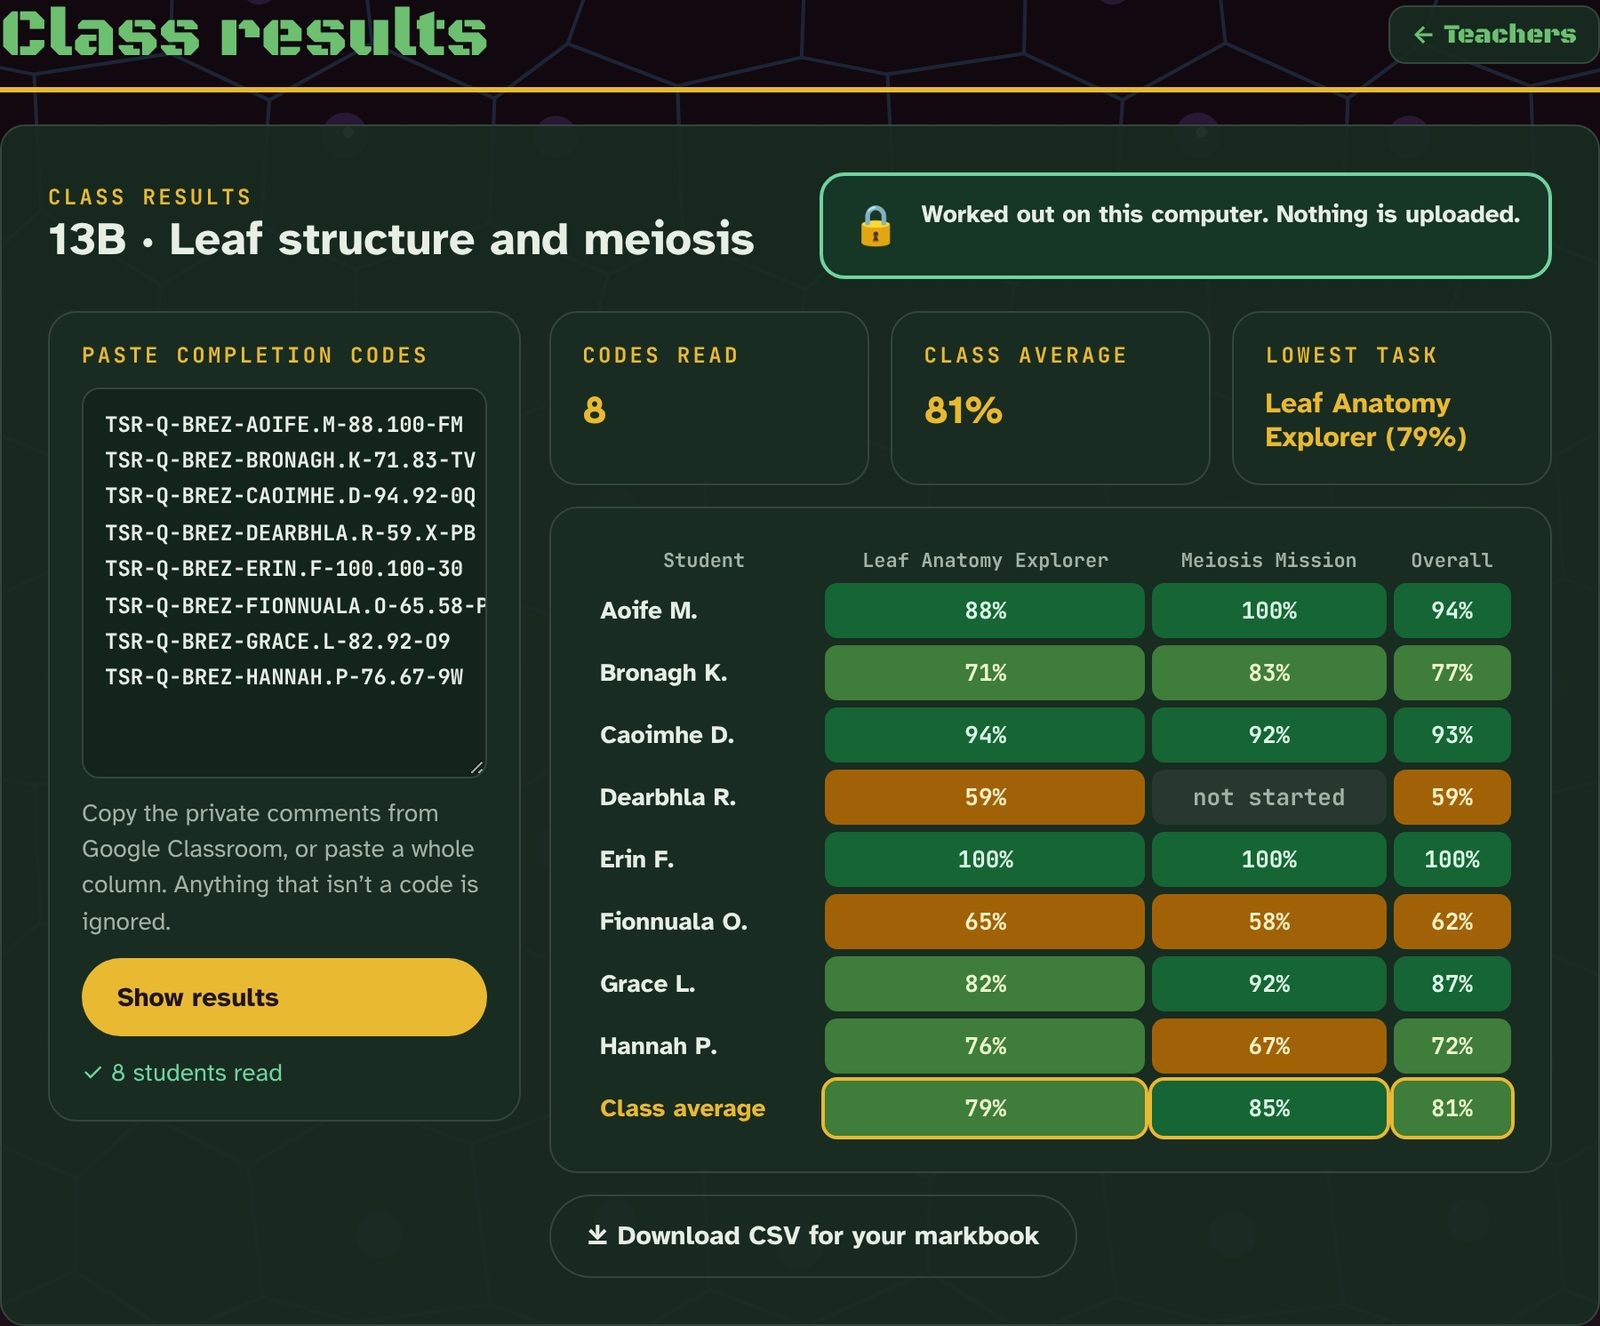 Class results
← Teachers
CLASS RESULTS
13B · Leaf structure and meiosis
Worked out on this computer. Nothing is uploaded.
PASTE COMPLETION CODES
TSR-Q-BREZ-AOIFE.M-88.100-FM
TSR-Q-BREZ-BRONAGH.K-71.83-TV
TSR-Q-BREZ-CAOIMHE.D-94.92-0Q
TSR-Q-BREZ-DEARBHLA.R-59.X-PB
TSR-Q-BREZ-ERIN.F-100.100-30
TSR-Q-BREZ-FIONNUALA.O-65.58-
TSR-Q-BREZ-GRACE.L-82.92-O9
TSR-Q-BREZ-HANNAH.P-76.67-9W
Copy the private comments from
Google Classroom, or paste a whole
column. Anything that isn’t a code is
ignored.
Show results
✓ 8 students read
CODES READ
8
CLASS AVERAGE
81%
LOWEST TASK
Leaf Anatomy
Explorer (79%)
Student Leaf Anatomy Explorer Meiosis Mission Overall
Aoife M. 88% 100% 94%
Bronagh K. 71% 83% 77%
Caoimhe D. 94% 92% 93%
Dearbhla R. 59% not started 59%
Erin F. 100% 100% 100%
Fionnuala O. 65% 58% 62%
Grace L. 82% 92% 87%
Hannah P. 76% 67% 72%
Class average 79% 85% 81%
Download CSV for your markbook